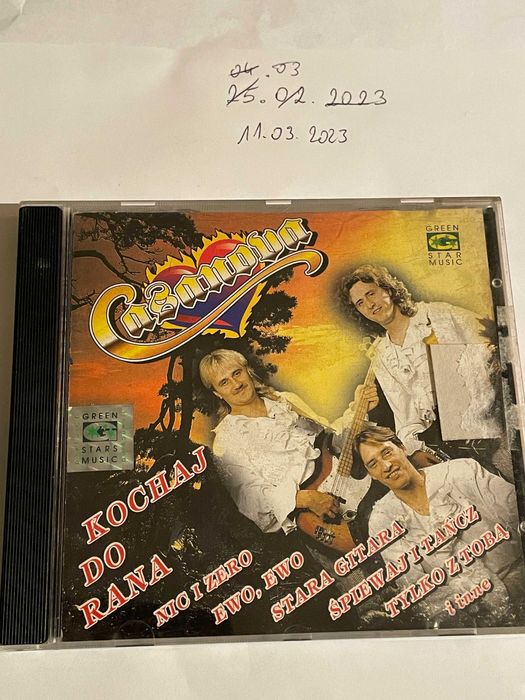 04.03
25.02.2023
11.03.2023
Casanova
GREEN
STAR
MUSIC
GREEN
STARS
MUSIC
KOCHAJ
DO
RANA
NIC I ZERO
EWO, EWO
STARA GITARA
ŚPIEWAJ I TAŃCZ
TYLKO Z TOBĄ
i inne